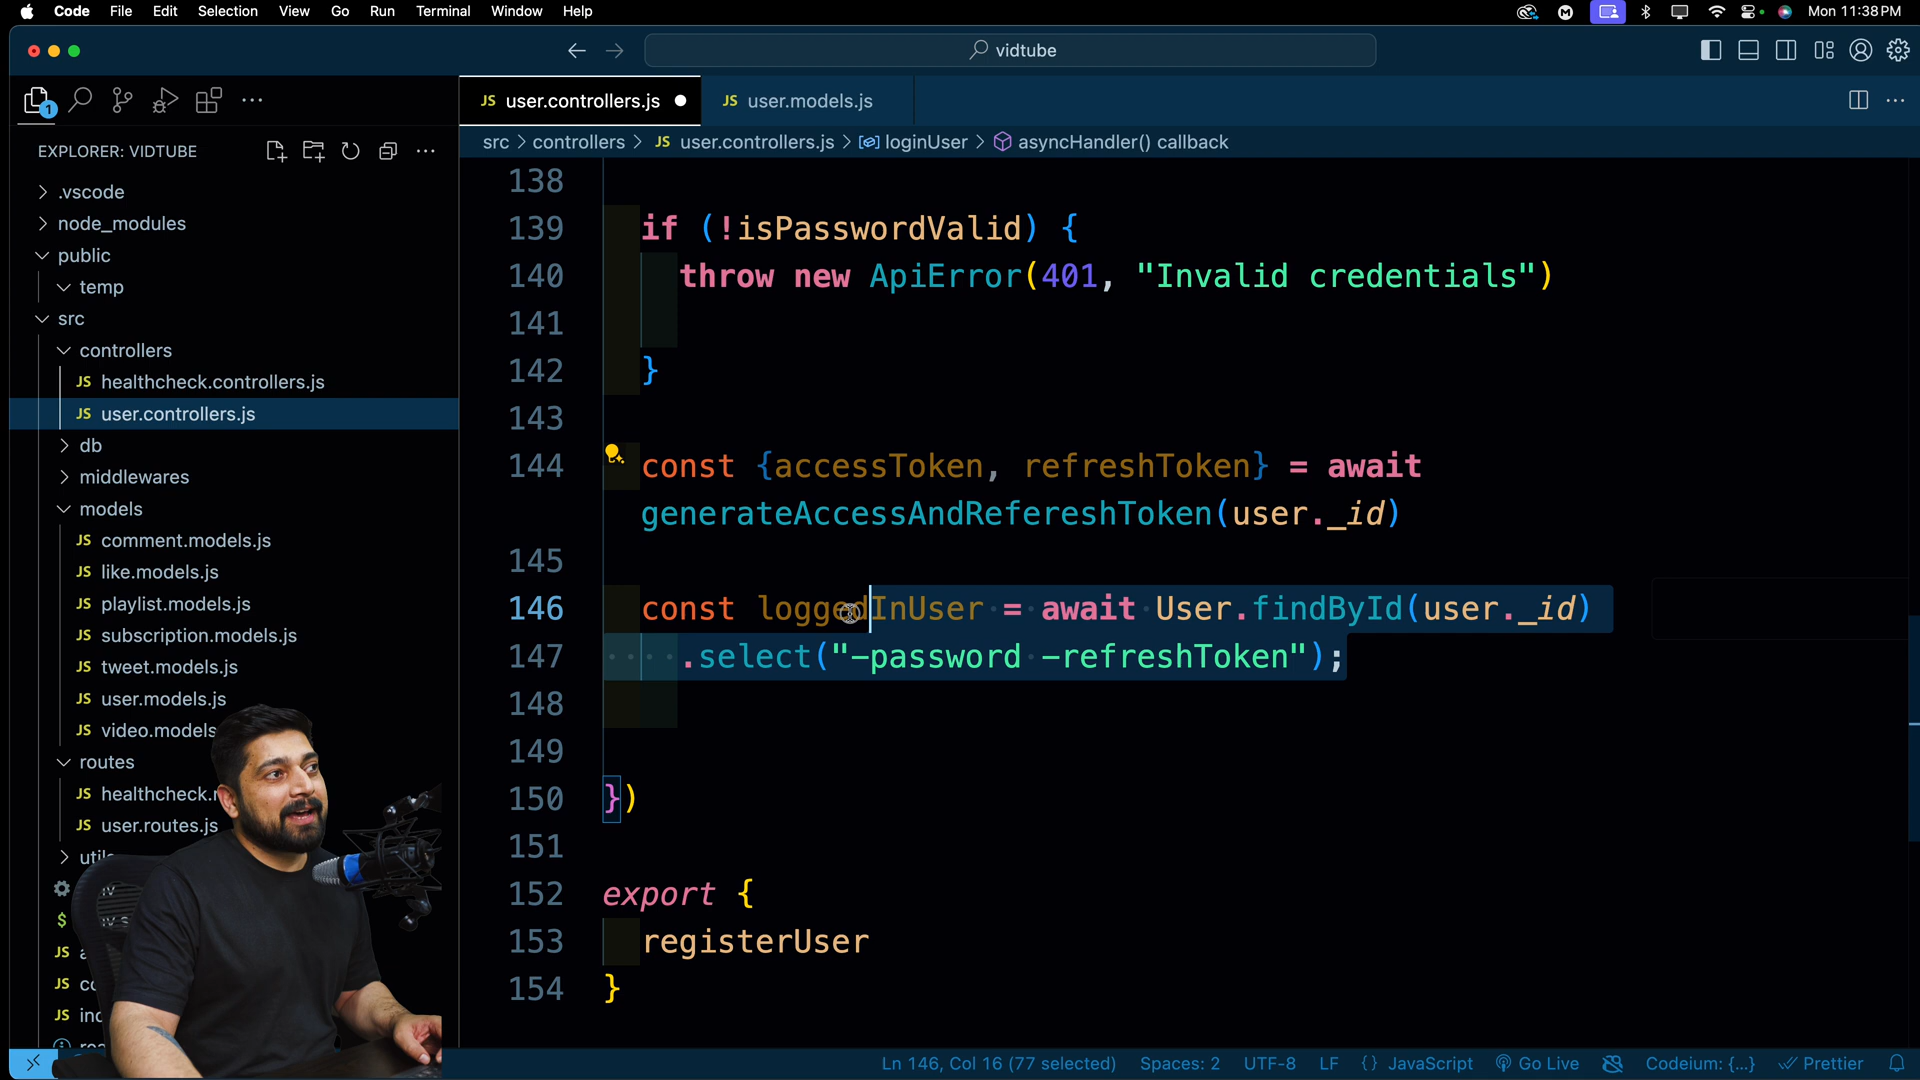 Code File Edit Selection View Go Run Terminal Window Help Mon 11:38 PM
vidtube
1
JS user.controllers.js JS user.models.js
EXPLORER: VIDTUBE
src > controllers > JS user.controllers.js > loginUser > asyncHandler() callback
.vscode
node_modules
public
temp
src
controllers
JS healthcheck.controllers.js
JS user.controllers.js
db
middlewares
models
JS comment.models.js
JS like.models.js
JS playlist.models.js
JS subscription.models.js
JS tweet.models.js
JS user.models.js
JS video.models
routes
JS healthcheck.
JS user.routes.js
JS
JS
JS
138
139 if (!isPasswordValid) {
140 throw new ApiError(401, "Invalid credentials")
141
142 }
143
144 const {accessToken, refreshToken} = await
generateAccessAndRefereshToken(user._id)
145
146 const loggedInUser = await User.findById(user._id)
147 .select("-password -refreshToken");
148
149
150 })
151
152 export {
153 registerUser
154 }
Ln 146, Col 16 (77 selected) Spaces: 2 UTF-8 LF {} JavaScript Go Live Codeium: {...} Prettier